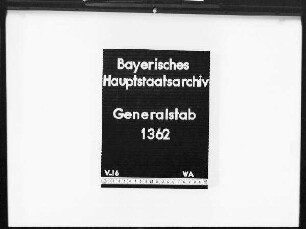 Bayerisches
Hauptstaatsarchiv
Generalstab
1362
V.16 WA